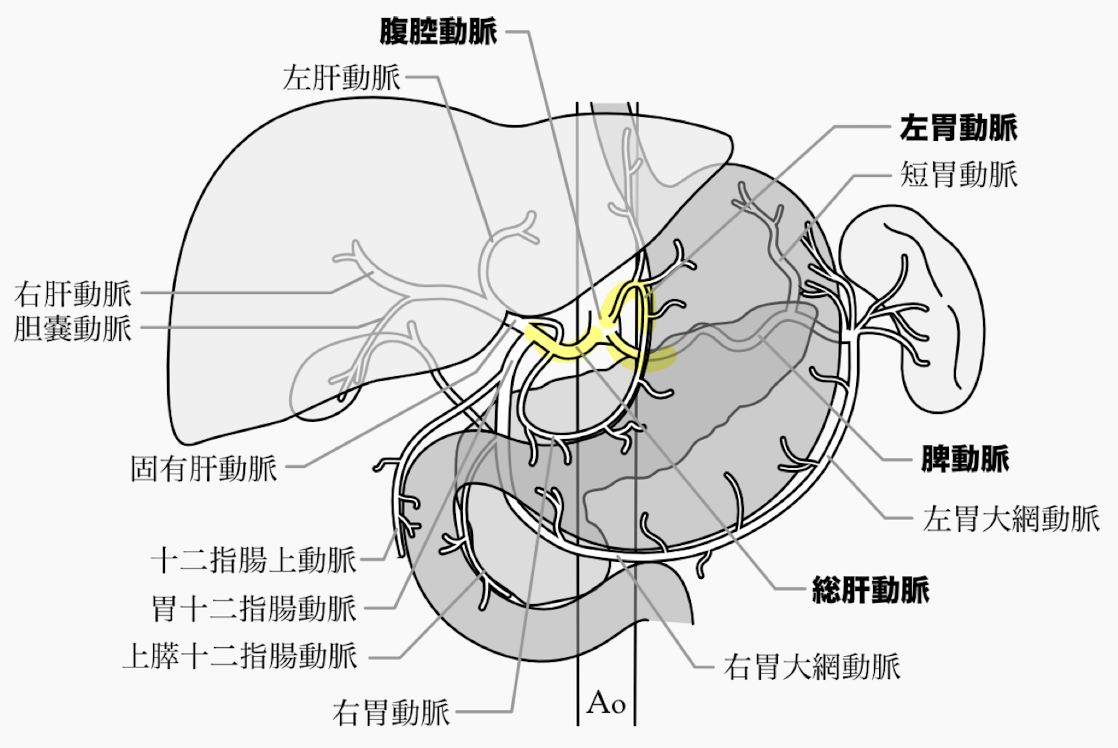 腹腔動脈
左肝動脈
左胃動脈
短胃動脈
右肝動脈
胆嚢動脈
固有肝動脈
脾動脈
左胃大網動脈
十二指腸上動脈
総肝動脈
胃十二指腸動脈
上膵十二指腸動脈
右胃大網動脈
右胃動脈
Ao